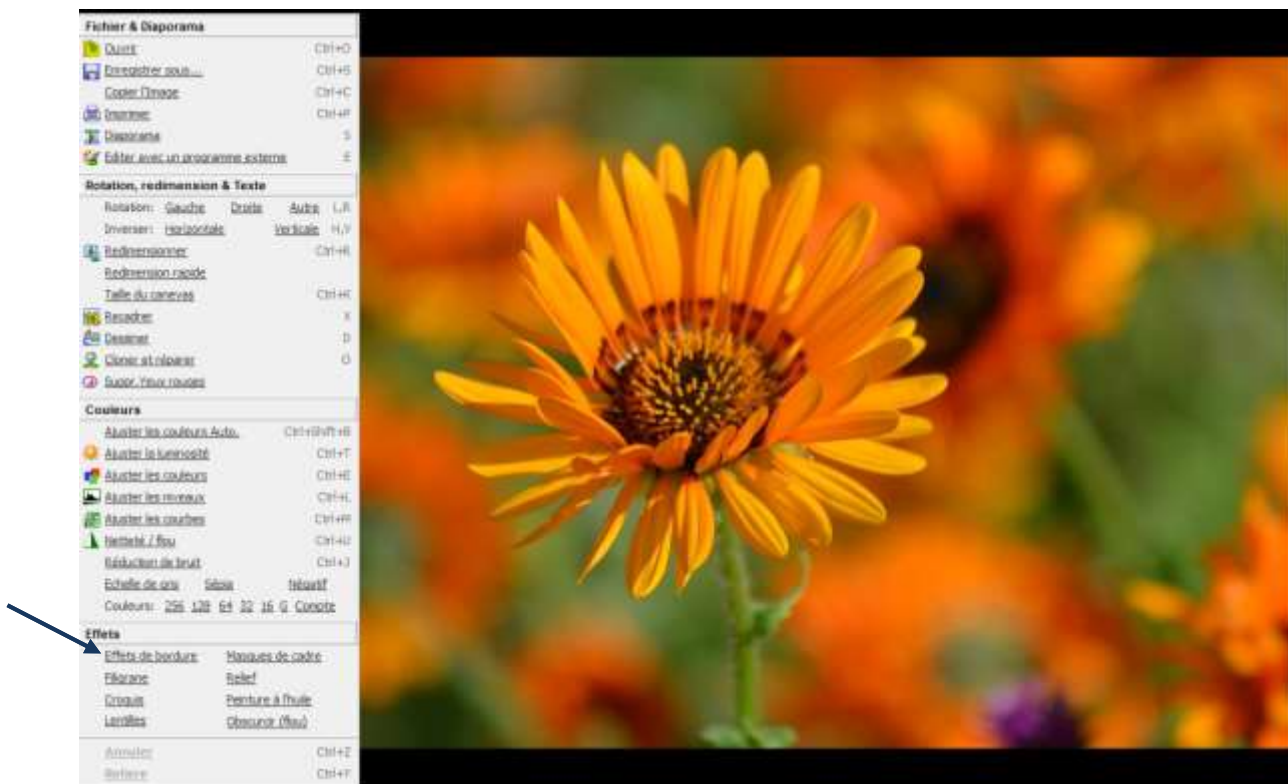 Fichier & Diaporama
Ouvrir Ctrl+O
Enregistrer sous... Ctrl+S
Copier l'image Ctrl+C
Imprimer Ctrl+P
Diaporama S
Editer avec un programme externe E
Rotation, redimension & Texte
Rotation: Gauche Droite Autre L,R
Inverser: Horizontale Verticale H,V
Redimensionner Ctrl+R
Redimension rapide
Taille du canevas Ctrl+K
Recadrer X
Dessiner D
Cloner et réparer O
Suppr. Yeux rouges
Couleurs
Ajuster les couleurs Auto. Ctrl+Shift+B
Ajuster la luminosité Ctrl+T
Ajuster les couleurs Ctrl+E
Ajuster les niveaux Ctrl+L
Ajuster les courbes Ctrl+M
Netteté / flou Ctrl+U
Réduction de bruit Ctrl+J
Echelle de gris Sépia Négatif
Couleurs: 256 128 64 32 16 G Compte
Effets
Effets de bordure Masques de cadre
Filigrane Relief
Croquis Peinture à l'huile
Lentilles Obscurcir (flou)
Annuler Ctrl+Z
Refaire Ctrl+Y